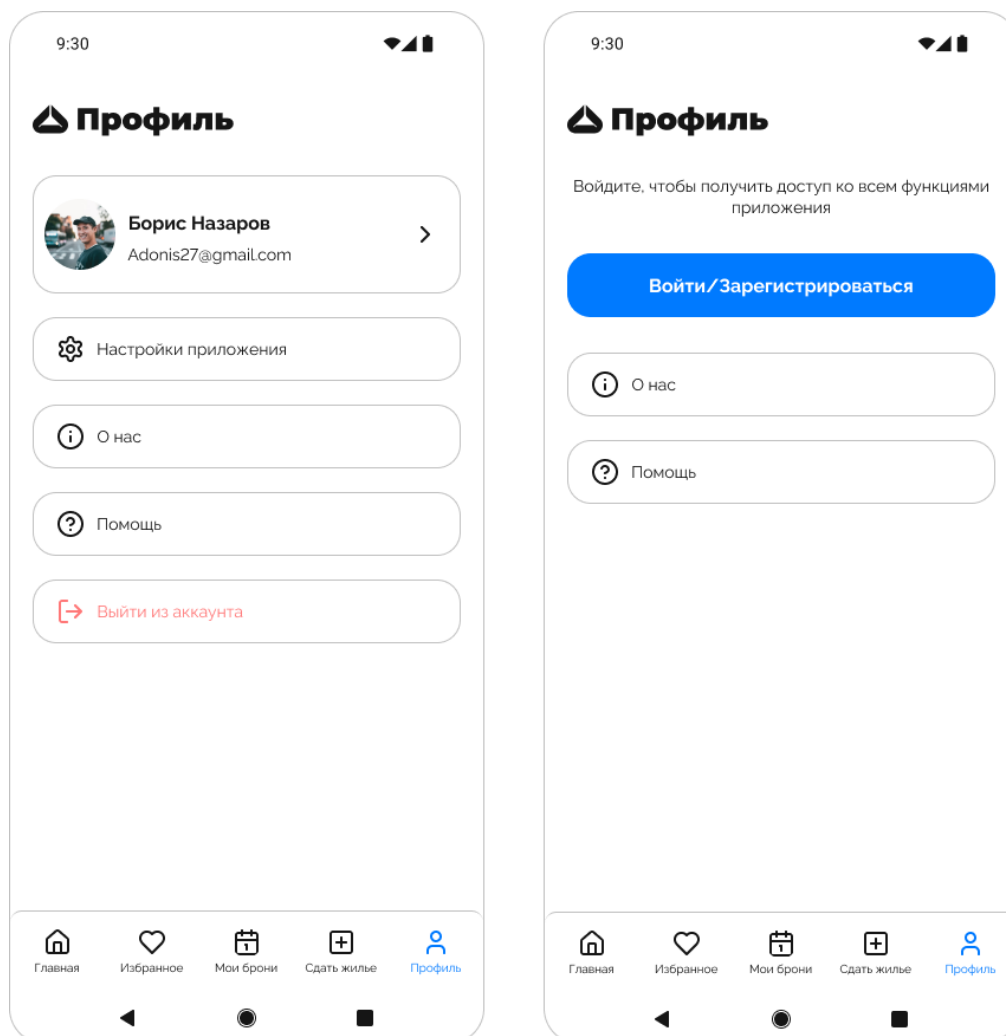 9:30
Профиль
Борис Назаров
Adonis27@gmail.com
Настройки приложения
О нас
Помощь
Выйти из аккаунта
Главная
Избранное
1
Мои брони
Сдать жилье
Профиль
9:30
Профиль
Войдите, чтобы получить доступ ко всем функциями
приложения
Войти/Зарегистрироваться
О нас
Помощь
Главная
Избранное
1
Мои брони
Сдать жилье
Профиль